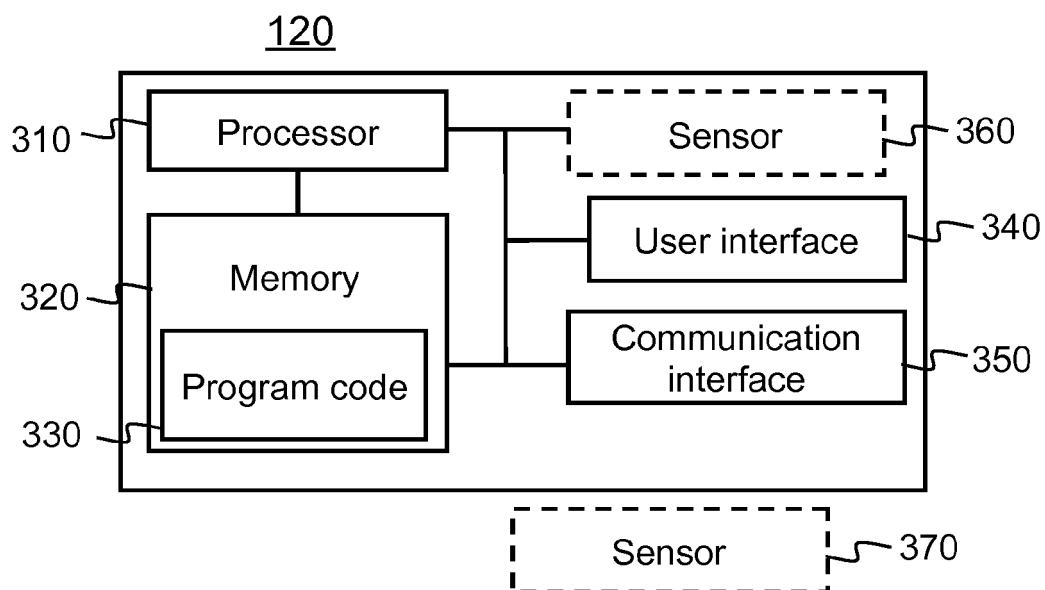 120
310
Processor
Sensor
360
User interface
340
320
Memory
Communication
interface
350
Program code
330
Sensor
370